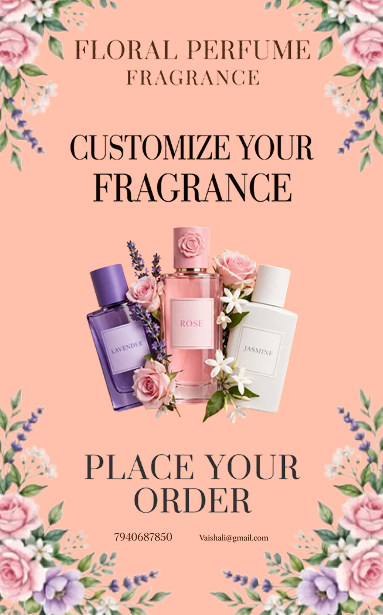 FLORAL PERFUME
FRAGRANCE
CUSTOMIZE YOUR
FRAGRANCE
LAVENDER
ROSE
JASMINE
PLACE YOUR
ORDER
7940687850
Vaishali@gmail.com